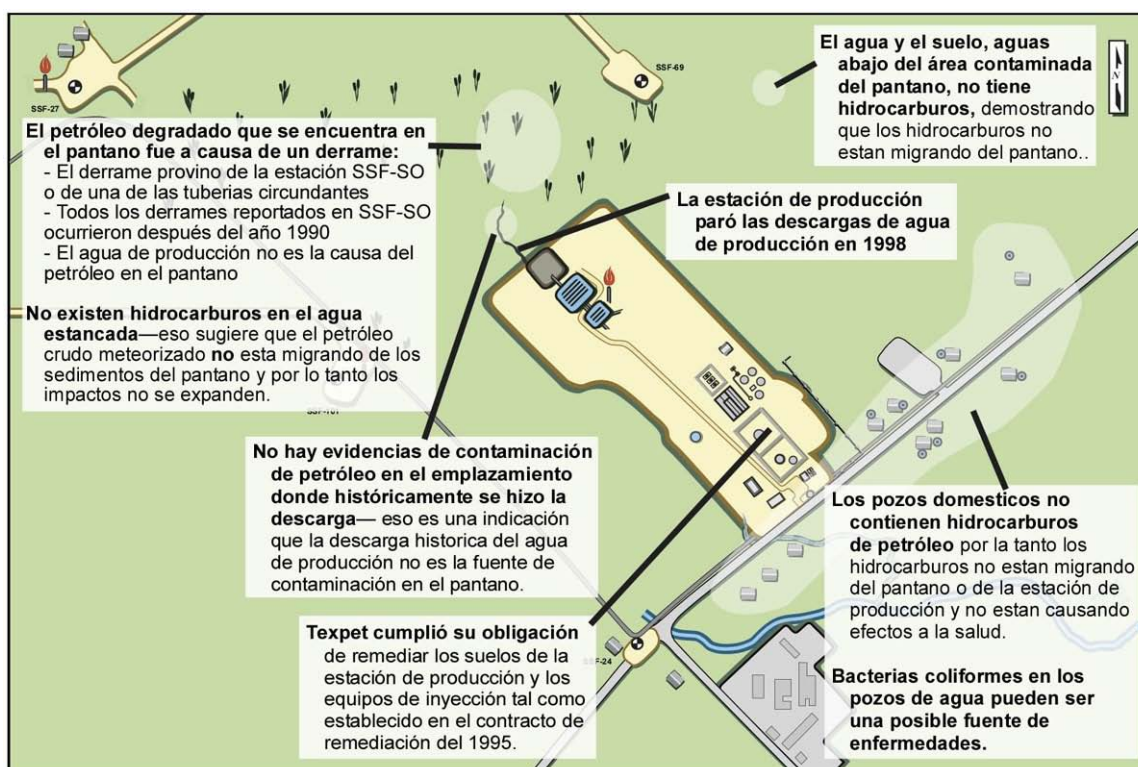 SSF-27
SSF-69
N
El agua y el suelo, aguas
abajo del área contaminada
del pantano, no tiene
hidrocarburos, demostrando
que los hidrocarburos no
estan migrando del pantano..
El petróleo degradado que se encuentra en
el pantano fue a causa de un derrame:
- El derrame provino de la estación SSF-SO
o de una de las tuberias circundantes
- Todos los derrames reportados en SSF-SO
ocurrieron después del año 1990
- El agua de producción no es la causa del
petróleo en el pantano
No existen hidrocarburos en el agua
estancada—eso sugiere que el petróleo
crudo meteorizado no esta migrando de los
sedimentos del pantano y por lo tanto los
impactos no se expanden.
La estación de producción
paró las descargas de agua
de producción en 1998
No hay evidencias de contaminación
de petróleo en el emplazamiento
donde históricamente se hizo la
descarga— eso es una indicación
que la descarga historica del agua
de producción no es la fuente de
contaminación en el pantano.
Los pozos domesticos no
contienen hidrocarburos
de petróleo por la tanto los
hidrocarburos no estan migrando
del pantano o de la estación de
producción y no estan causando
efectos a la salud.
Bacterias coliformes en los
pozos de agua pueden ser
una posible fuente de
enfermedades.
Texpet cumplió su obligación
de remediar los suelos de la
estación de producción y los
equipos de inyección tal como
establecido en el contracto de
remediación del 1995.
SSF-24